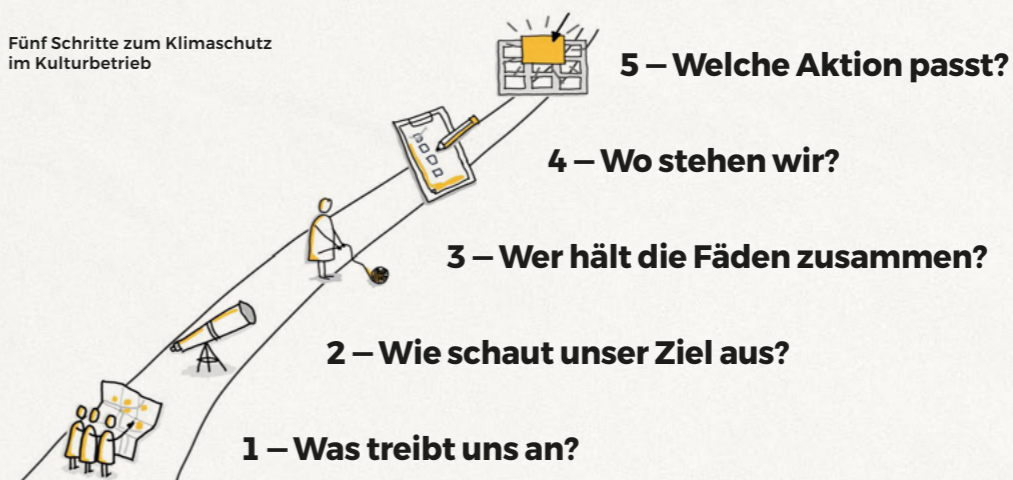 Fünf Schritte zum Klimaschutz
im Kulturbetrieb
5 – Welche Aktion passt?
4 – Wo stehen wir?
3 – Wer hält die Fäden zusammen?
2 – Wie schaut unser Ziel aus?
1 – Was treibt uns an?